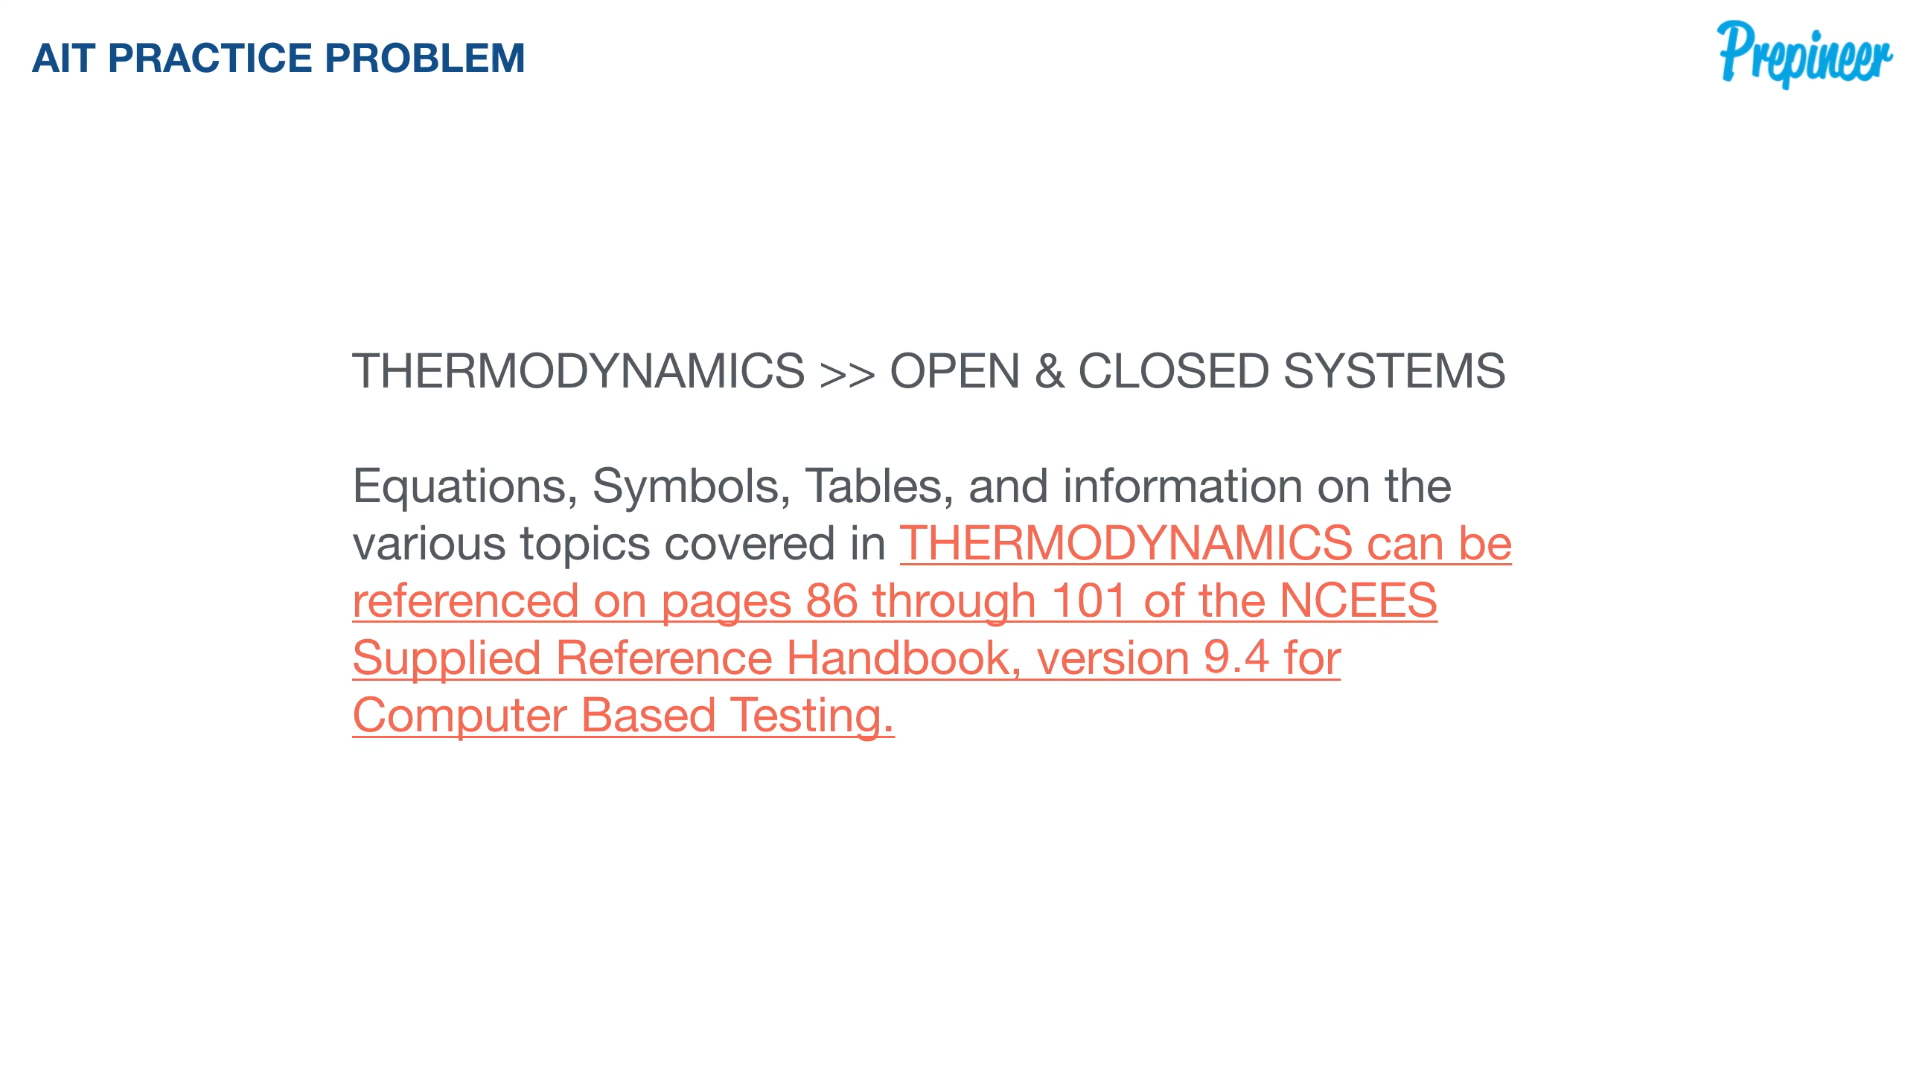 AIT PRACTICE PROBLEM
Prepineer
THERMODYNAMICS >> OPEN & CLOSED SYSTEMS
Equations, Symbols, Tables, and information on the
various topics covered in THERMODYNAMICS can be
referenced on pages 86 through 101 of the NCEES
Supplied Reference Handbook, version 9.4 for
Computer Based Testing.